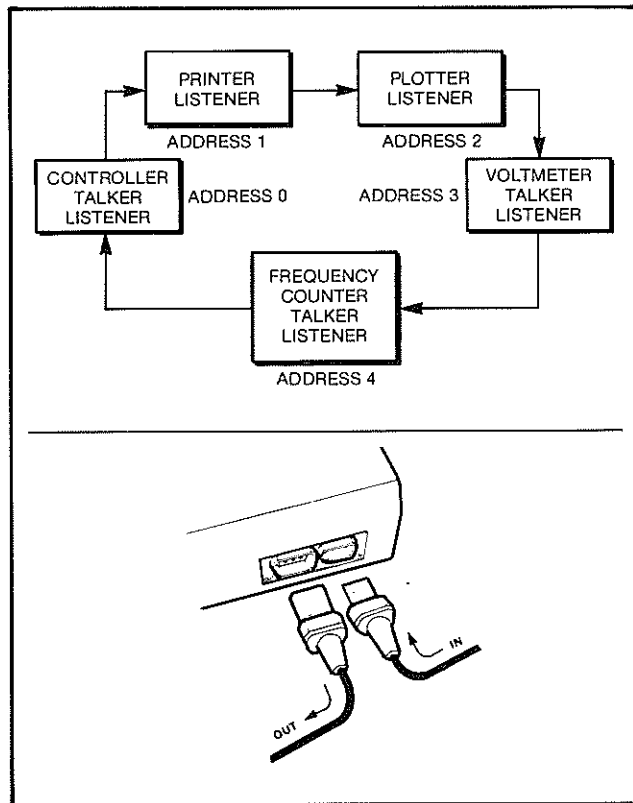 PRINTER
LISTENER
ADDRESS 1
PLOTTER
LISTENER
ADDRESS 2
CONTROLLER
TALKER
LISTENER
ADDRESS 0
ADDRESS 3
VOLTMETER
TALKER
LISTENER
FREQUENCY
COUNTER
TALKER
LISTENER
ADDRESS 4
IN
OUT